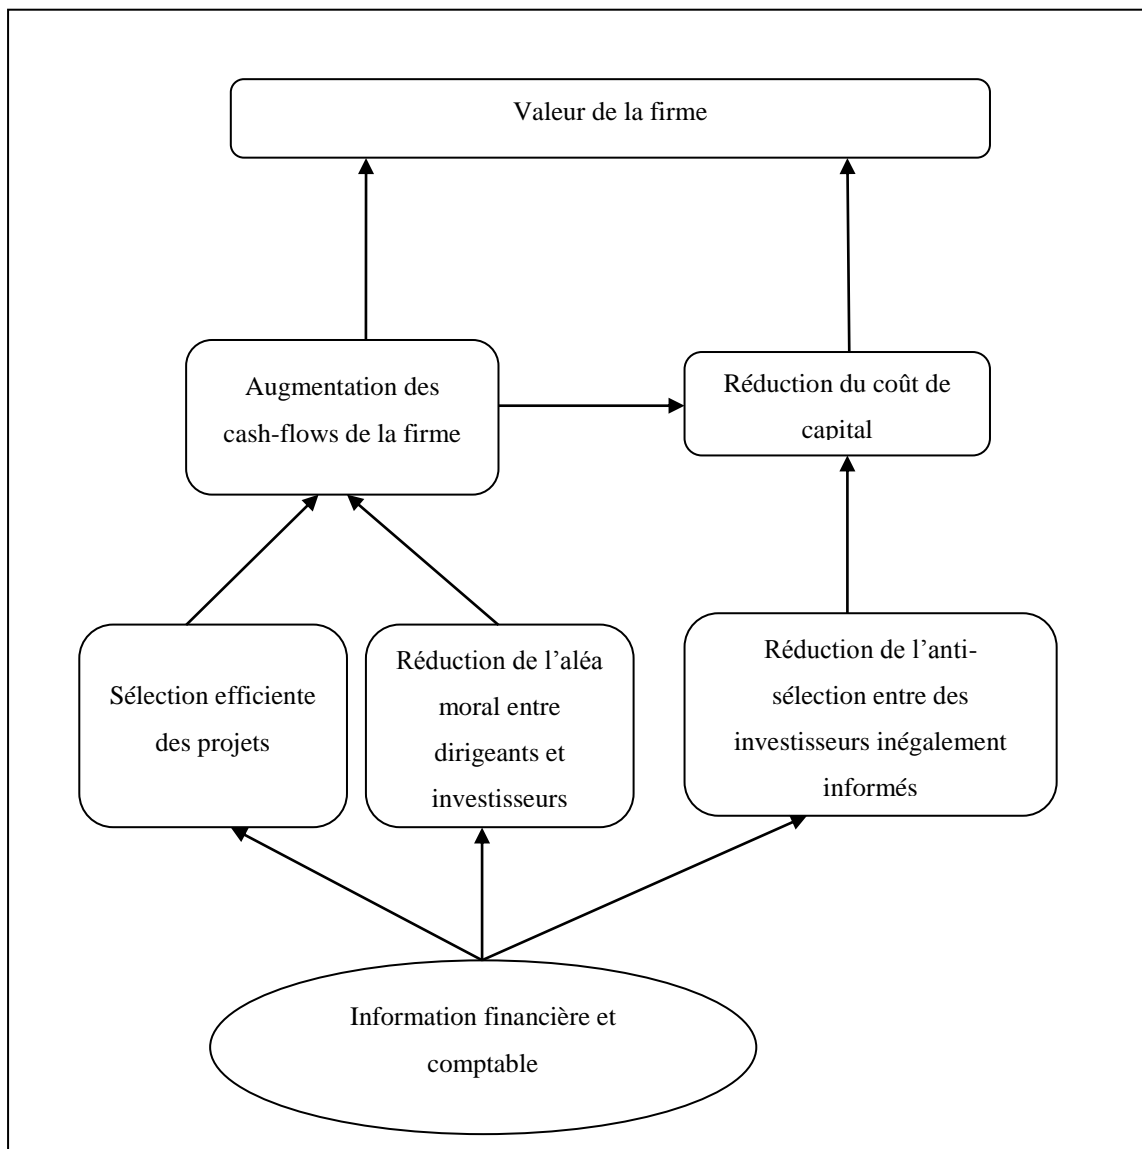 Valeur de la firme
Augmentation des
cash-flows de la firme
Réduction du coût de
capital
Sélection efficiente
des projets
Réduction de l’aléa
moral entre
dirigeants et
investisseurs
Réduction de l’anti-
sélection entre des
investisseurs inégalement
informés
Information financière et
comptable